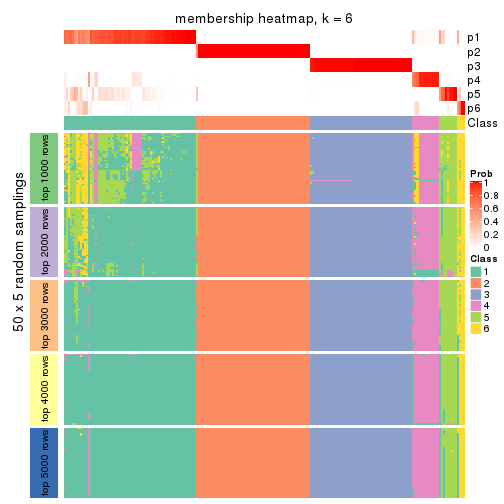 membership heatmap, k = 6
p1
p2
p3
p4
p5
p6
Class
50 x 5 random samplings
top 1000 rows
top 2000 rows
top 3000 rows
top 4000 rows
top 5000 rows
Prob
1
0.8
0.6
0.4
0.2
0
Class
1
2
3
4
5
6